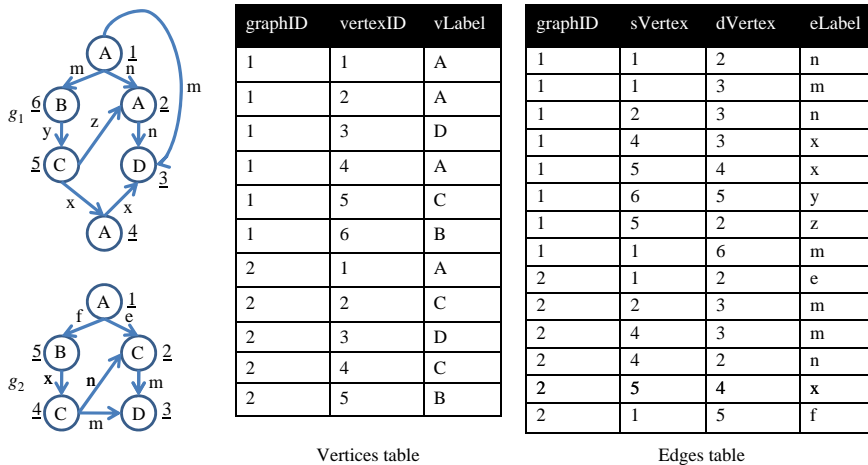 A 1
m n
m
g1 6 B A 2
y z n
5 C D 3
x x
A 4
A 1
f e
5 B C 2
g2 x n m
4 C D 3
m
graphID vertexID vLabel
1 1 A
1 2 A
1 3 D
1 4 A
1 5 C
1 6 B
2 1 A
2 2 C
2 3 D
2 4 C
2 5 B
Vertices table
graphID sVertex dVertex eLabel
1 1 2 n
1 1 3 m
1 2 3 n
1 4 3 x
1 5 4 x
1 6 5 y
1 5 2 z
1 1 6 m
2 1 2 e
2 2 3 m
2 4 3 m
2 4 2 n
2 5 4 x
2 1 5 f
Edges table